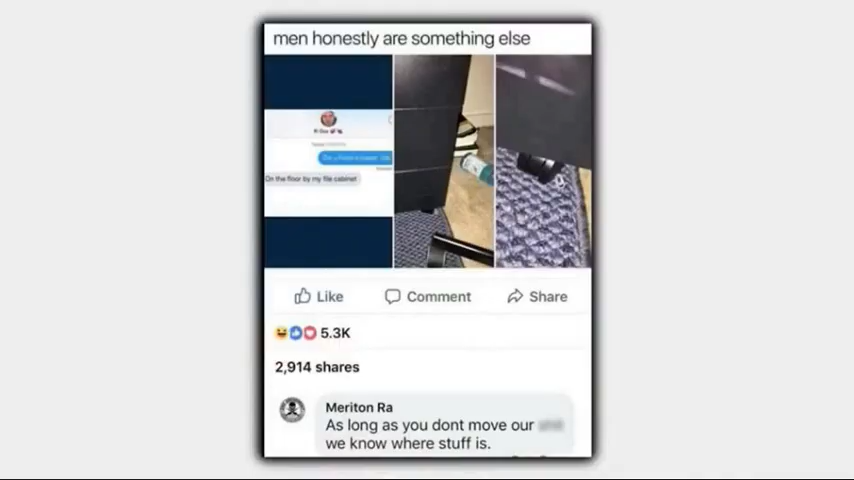 men honestly are something else
On the floor by my file cabinet
Like
Comment
Share
5.3K
2,914 shares
Meriton Ra
As long as you dont move our
we know where stuff is.